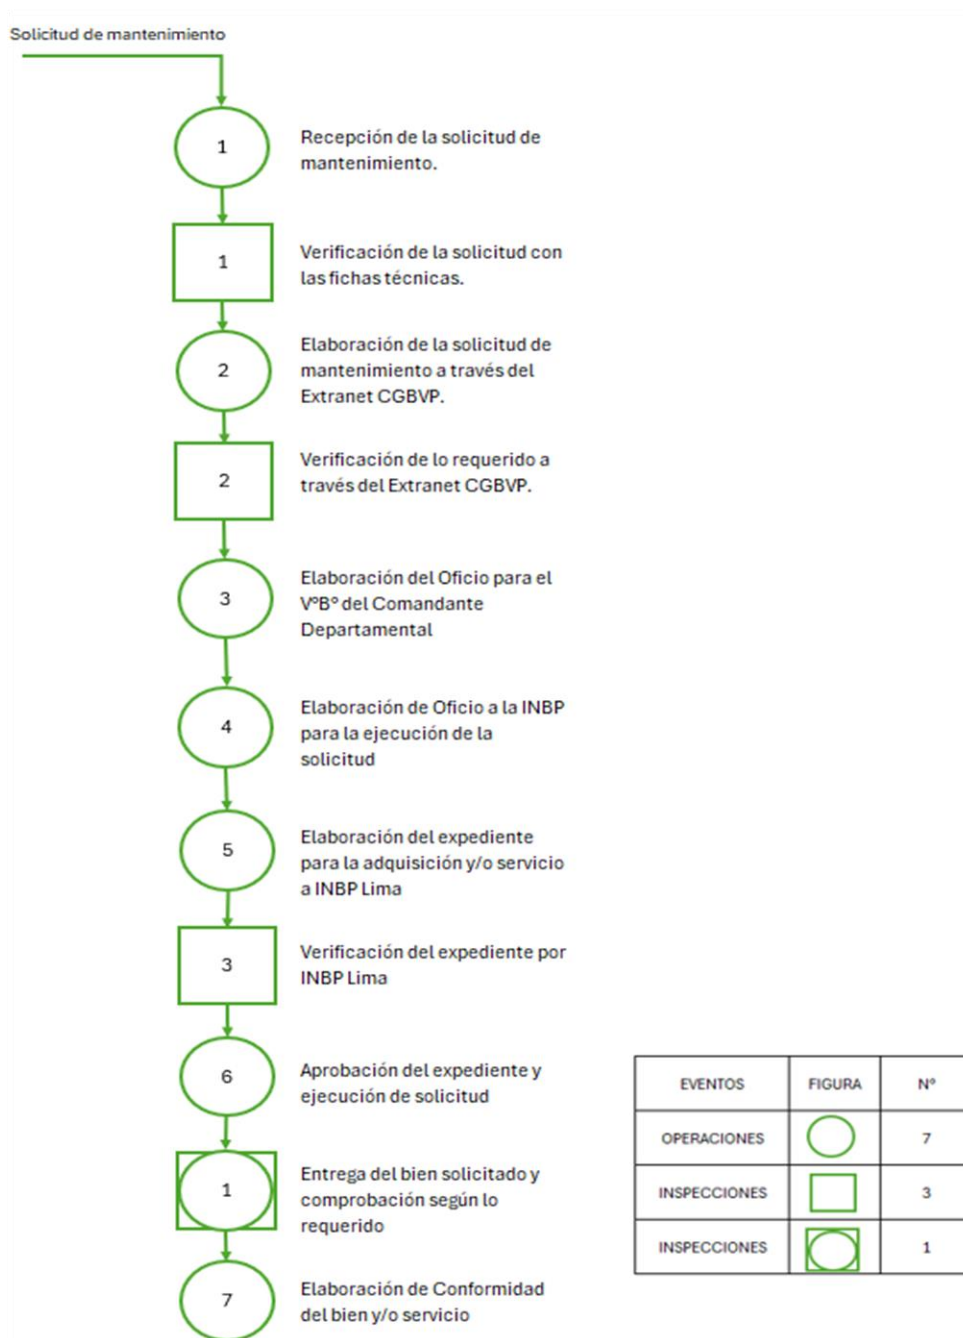 Solicitud de mantenimiento
1
Recepción de la solicitud de
mantenimiento.
1
Verificación de la solicitud con
las fichas técnicas.
2
Elaboración de la solicitud de
mantenimiento a través del
Extranet CGBVP.
2
Verificación de lo requerido a
través del Extranet CGBVP.
3
Elaboración del Oficio para el
V°B° del Comandante
Departamental
4
Elaboración de Oficio a la INBP
para la ejecución de la
solicitud
5
Elaboración del expediente
para la adquisición y/o servicio
a INBP Lima
3
Verificación del expediente por
INBP Lima
6
Aprobación del expediente y
ejecución de solicitud
1
Entrega del bien solicitado y
comprobación según lo
requerido
7
Elaboración de Conformidad
del bien y/o servicio
EVENTOS FIGURA N°
OPERACIONES 7
INSPECCIONES 3
INSPECCIONES 1